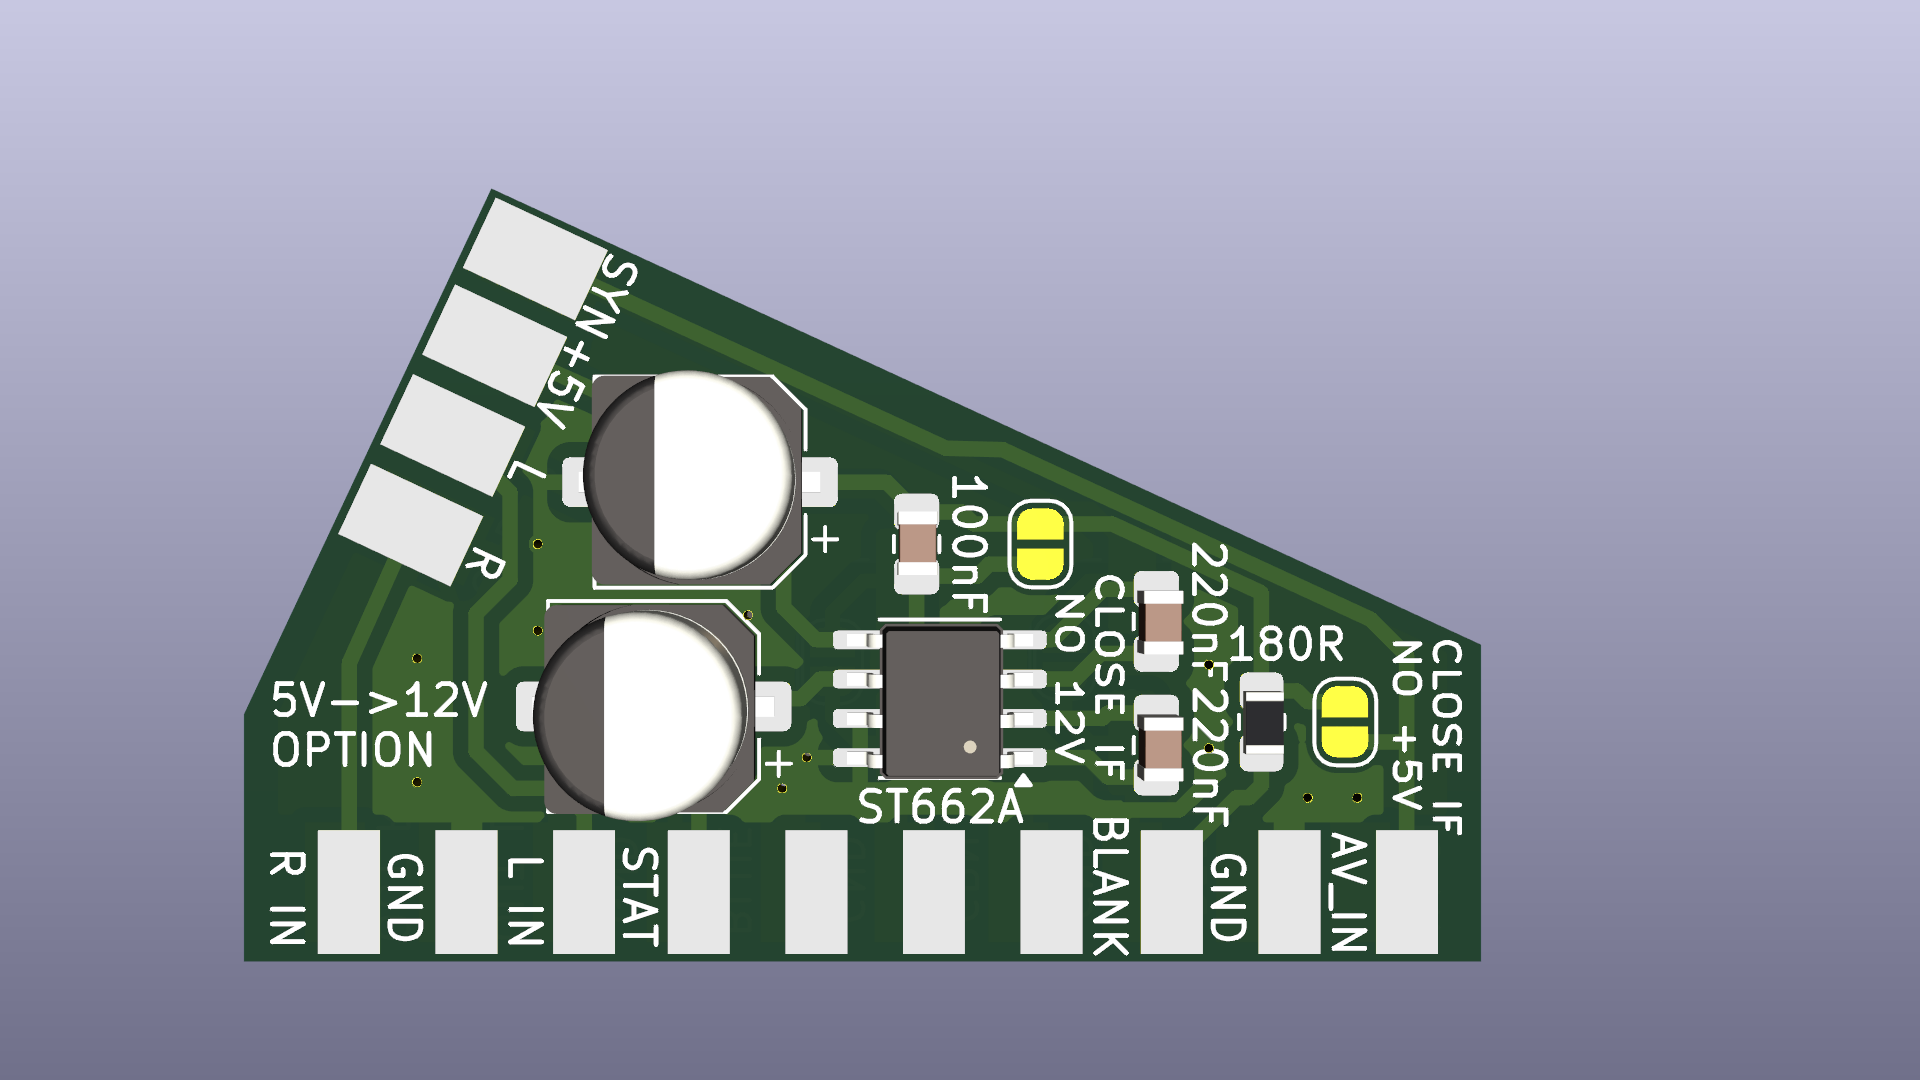 SYN
+5V
L
R
+
100nF
220nF
220nF
180R
CLOSE IF
NO 12V
CLOSE IF
NO +5V
5V->12V
OPTION
+
ST662A
R IN
GND
L IN
STAT
BLANK
GND
AV_IN